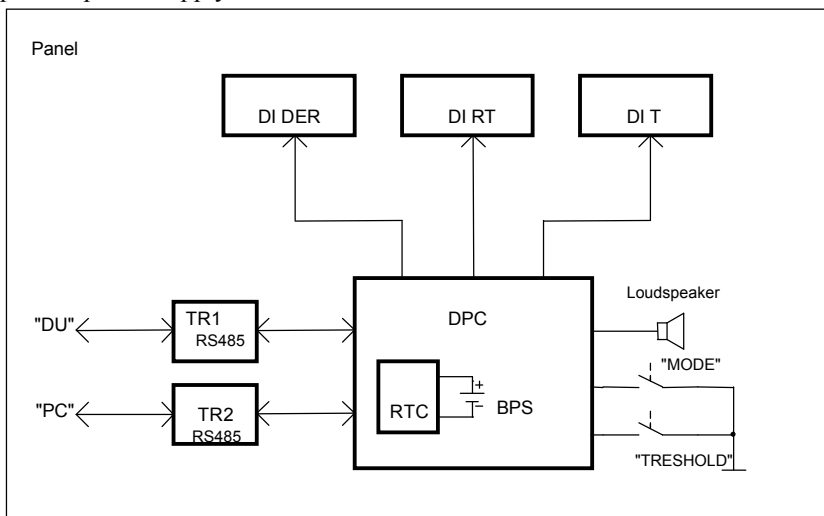 Panel
DI DER
DI RT
DI T
Loudspeaker
"DU"
TR1
RS485
DPC
"MODE"
"PC"
TR2
RS485
RTC
+
−
BPS
"TRESHOLD"